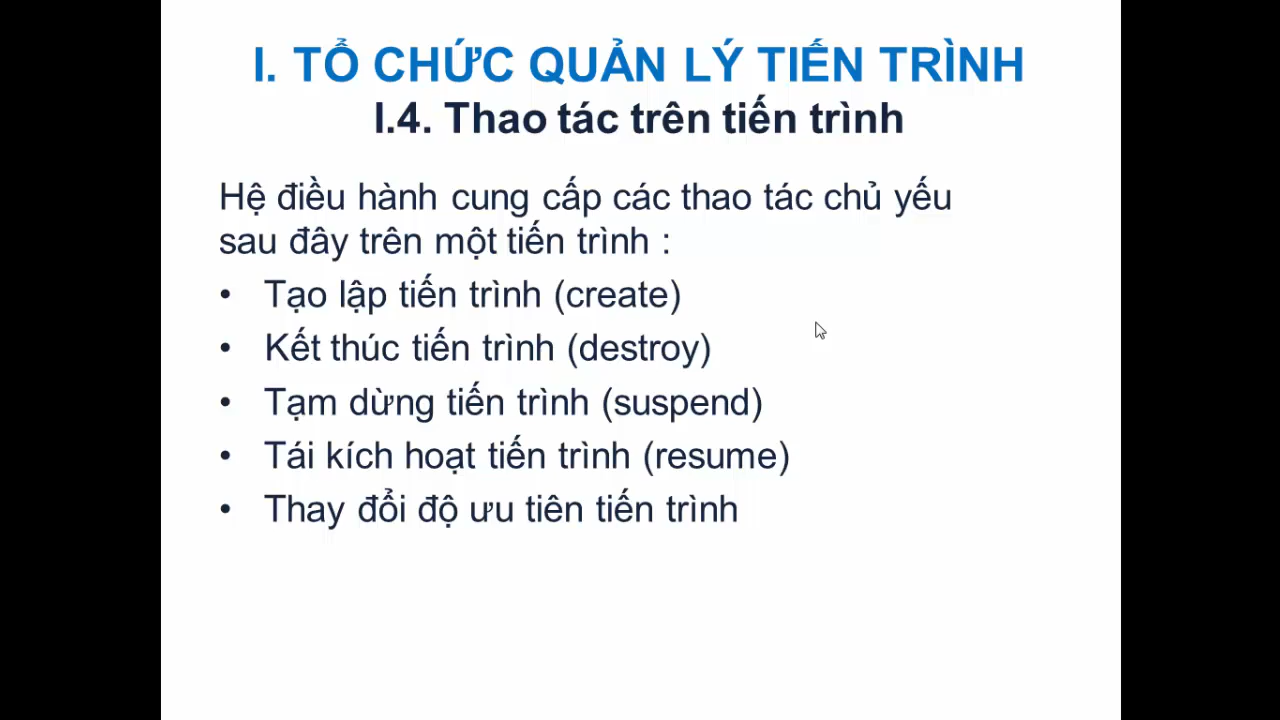 I. TỔ CHỨC QUẢN LÝ TIẾN TRÌNH
I.4. Thao tác trên tiến trình
Hệ điều hành cung cấp các thao tác chủ yếu
sau đây trên một tiến trình :
• Tạo lập tiến trình (create)
• Kết thúc tiến trình (destroy)
• Tạm dừng tiến trình (suspend)
• Tái kích hoạt tiến trình (resume)
• Thay đổi độ ưu tiên tiến trình